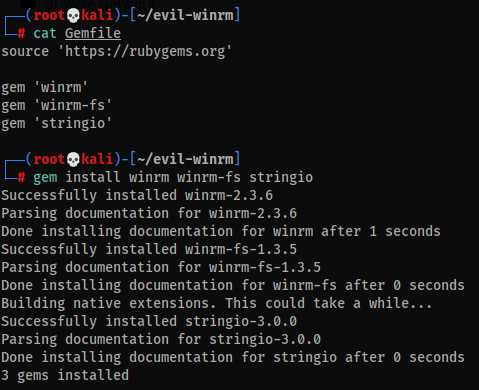 ┌──(root💀kali)-[~/evil-winrm]
└─# cat Gemfile
source 'https://rubygems.org'

gem 'winrm'
gem 'winrm-fs'
gem 'stringio'

┌──(root💀kali)-[~/evil-winrm]
└─# gem install winrm winrm-fs stringio
Successfully installed winrm-2.3.6
Parsing documentation for winrm-2.3.6
Done installing documentation for winrm after 1 seconds
Successfully installed winrm-fs-1.3.5
Parsing documentation for winrm-fs-1.3.5
Done installing documentation for winrm-fs after 0 seconds
Building native extensions. This could take a while...
Successfully installed stringio-3.0.0
Parsing documentation for stringio-3.0.0
Done installing documentation for stringio after 0 seconds
3 gems installed